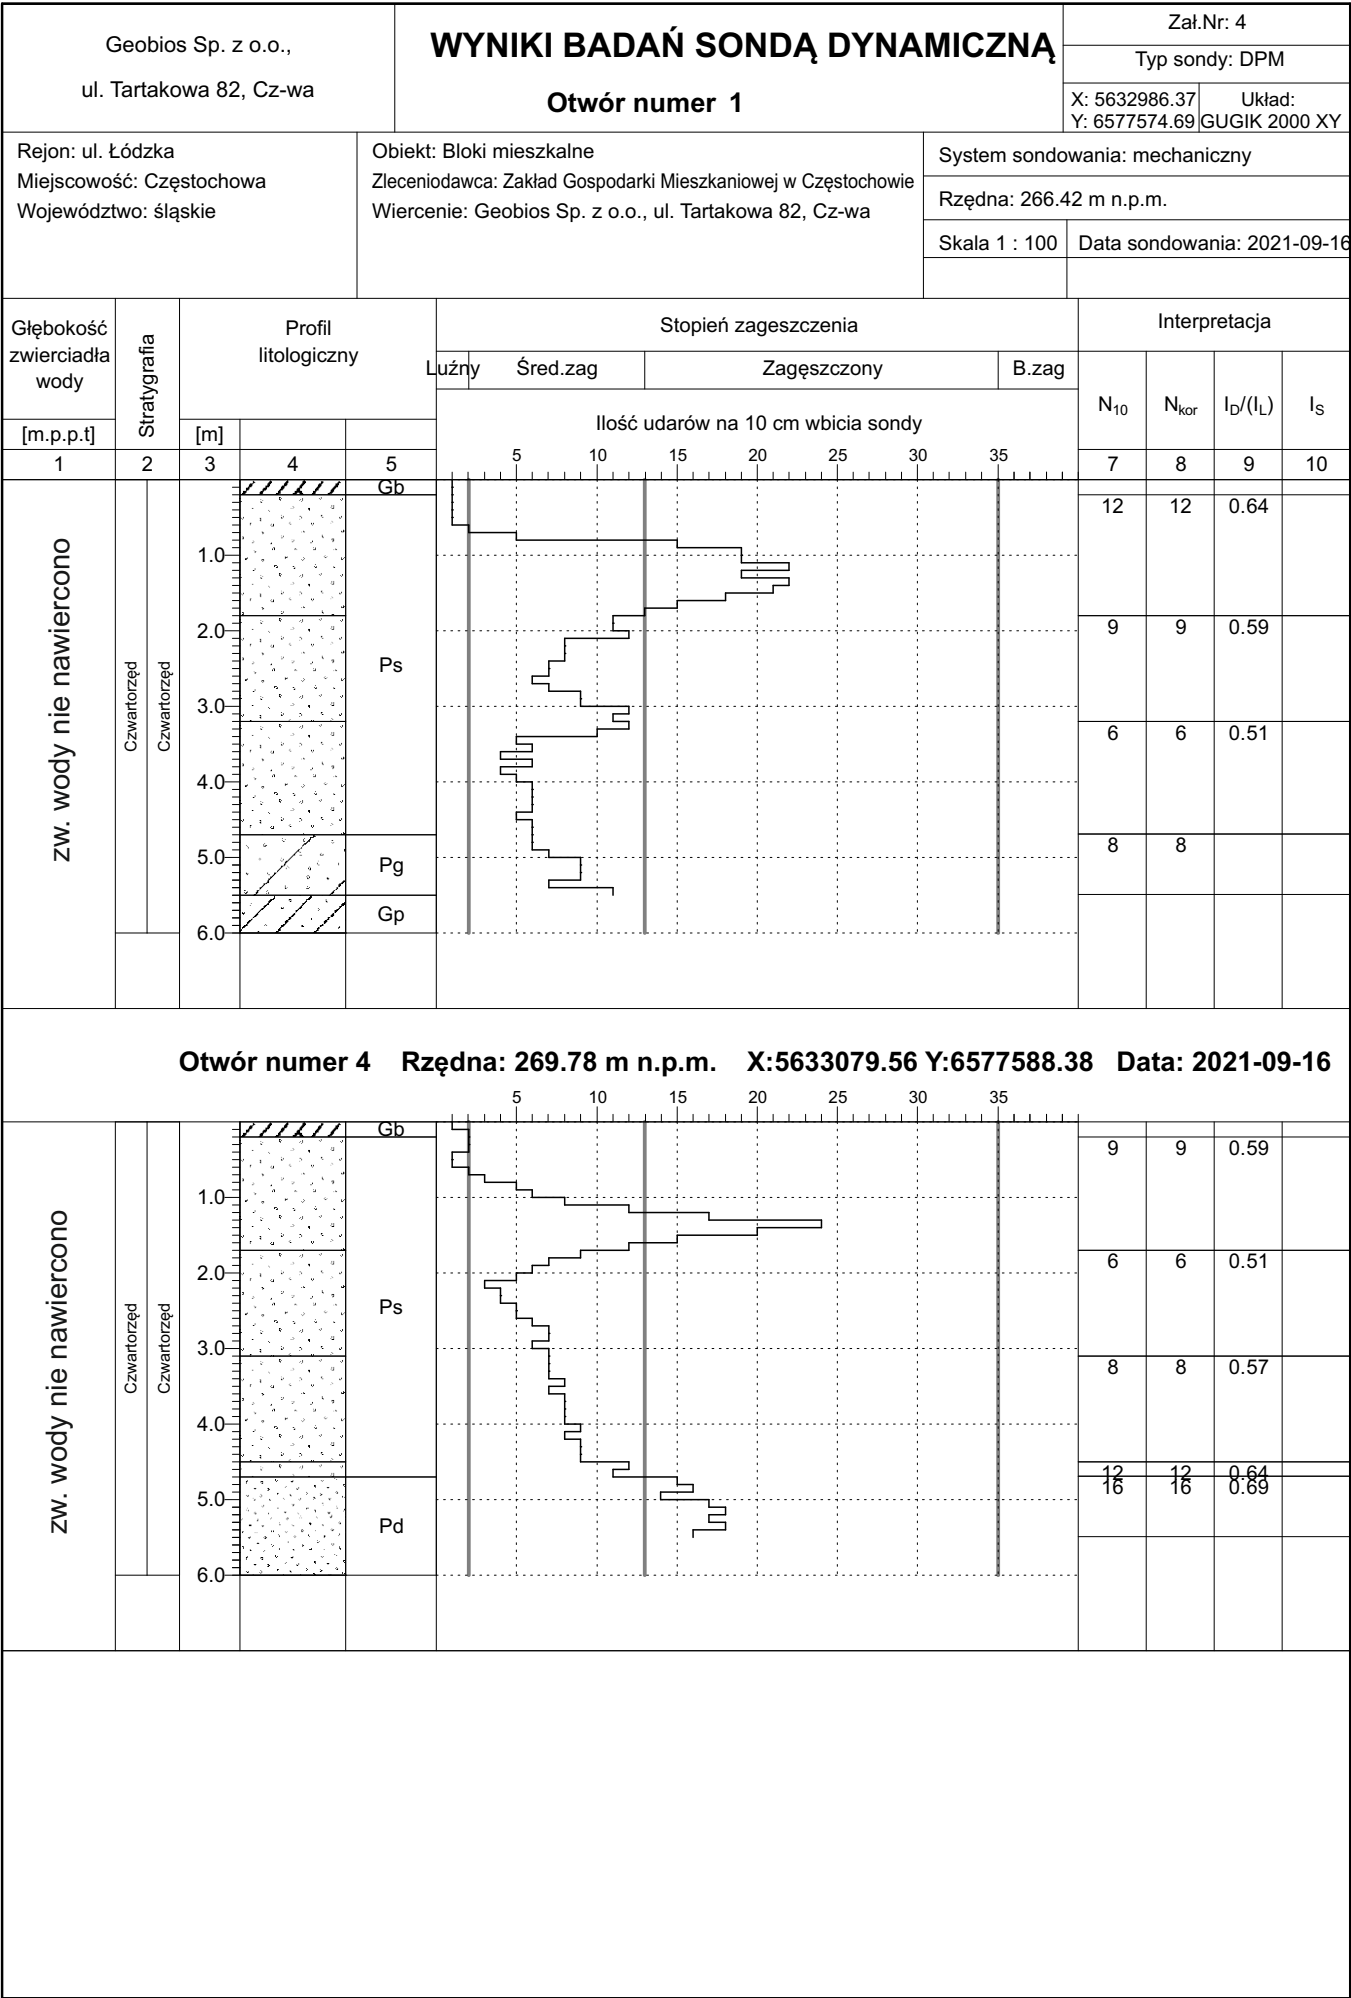 Geobios Sp. z o.o.,
ul. Tartakowa 82, Cz-wa
WYNIKI BADAŃ SONDĄ DYNAMICZNĄ
Otwór numer 1
Zał.Nr: 4
Typ sondy: DPM
X: 5632986.37
Y: 6577574.69
Układ:
GUGIK 2000 XY
Rejon: ul. Łódzka
Miejscowość: Częstochowa
Województwo: śląskie
Obiekt: Bloki mieszkalne
Zleceniodawca: Zakład Gospodarki Mieszkaniowej w Częstochowie
Wiercenie: Geobios Sp. z o.o., ul. Tartakowa 82, Cz-wa
System sondowania: mechaniczny
Rzędna: 266.42 m n.p.m.
Skala 1 : 100
Data sondowania: 2021-09-16
Głębokość
zwierciadła
wody
[m.p.p.t]
Stratygrafia
Profil
litologiczny
[m]
Stopień zageszczenia
Luźny Śred.zag Zagęszczony B.zag
Ilość udarów na 10 cm wbicia sondy
Interpretacja
N10 Nkor ID/(IL) IS
1 2 3 4 5
5 10 15 20 25 30 35
7 8 9 10
zw. wody nie nawiercono
Czwartorzęd
Czwartorzęd
Gb
12 12 0.64
1.0
2.0
9 9 0.59
Ps
3.0
6 6 0.51
4.0
5.0
8 8
Pg
Gp
6.0
Otwór numer 4 Rzędna: 269.78 m n.p.m. X:5633079.56 Y:6577588.38 Data: 2021-09-16
5 10 15 20 25 30 35
zw. wody nie nawiercono
Czwartorzęd
Czwartorzęd
Gb
9 9 0.59
1.0
6 6 0.51
2.0
Ps
3.0
8 8 0.57
4.0
12 12 0.64
16 16 0.69
5.0
Pd
6.0